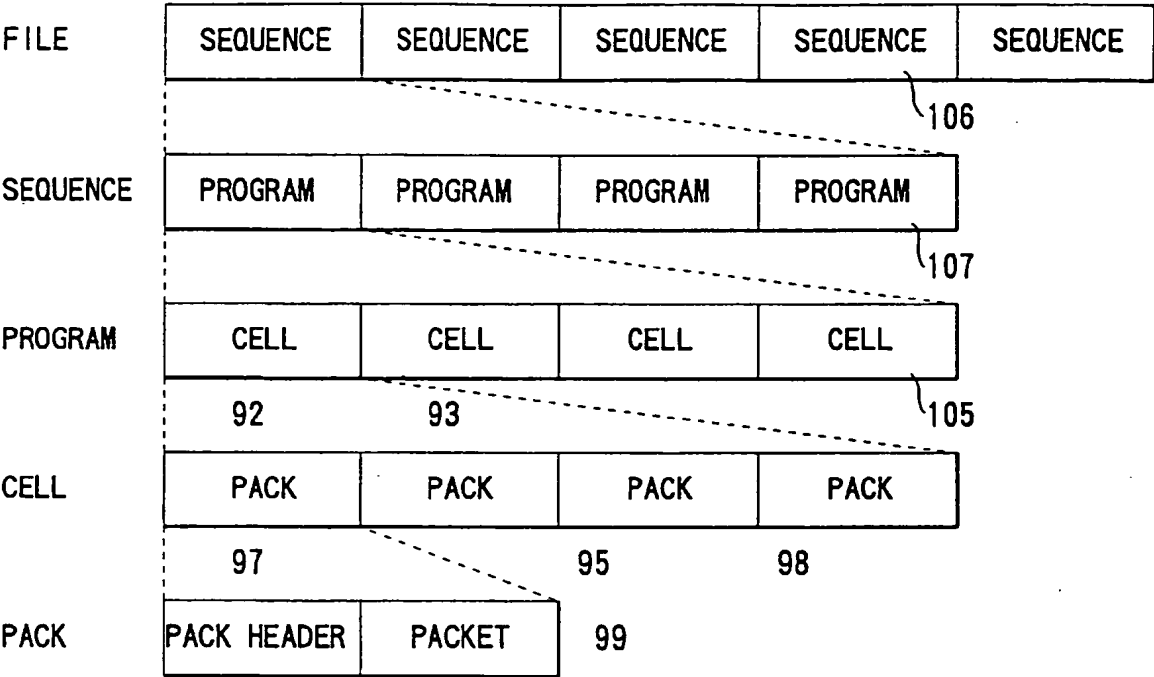 FILE SEQUENCE SEQUENCE SEQUENCE SEQUENCE SEQUENCE
106
SEQUENCE PROGRAM PROGRAM PROGRAM PROGRAM
107
PROGRAM CELL CELL CELL CELL
92 93 105
CELL PACK PACK PACK PACK
97 95 98
PACK PACK HEADER PACKET 99